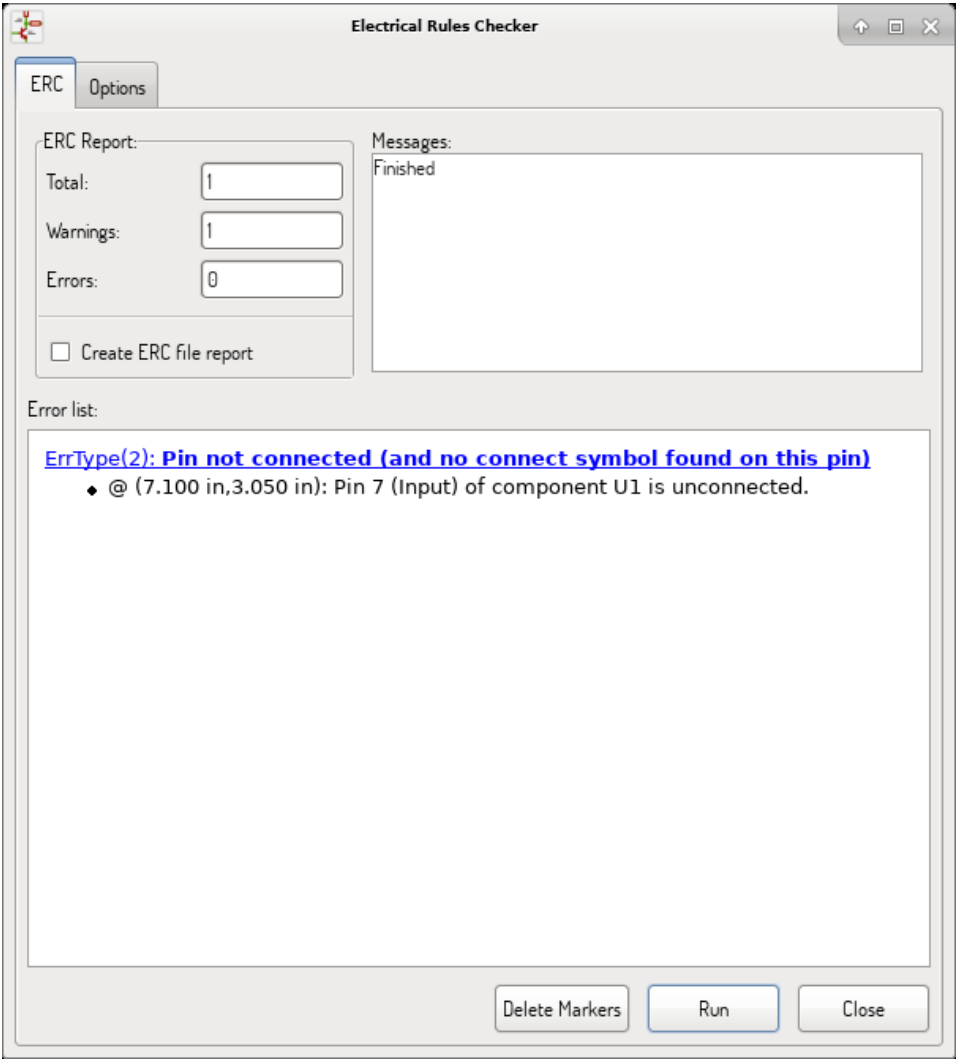 Electrical Rules Checker
ERC
Options
ERC Report:
Total:
1
Warnings:
1
Errors:
0
Create ERC file report
Messages:
Finished
Error list:
ErrType(2): Pin not connected (and no connect symbol found on this pin)
@ (7.100 in,3.050 in): Pin 7 (Input) of component U1 is unconnected.
Delete Markers
Run
Close